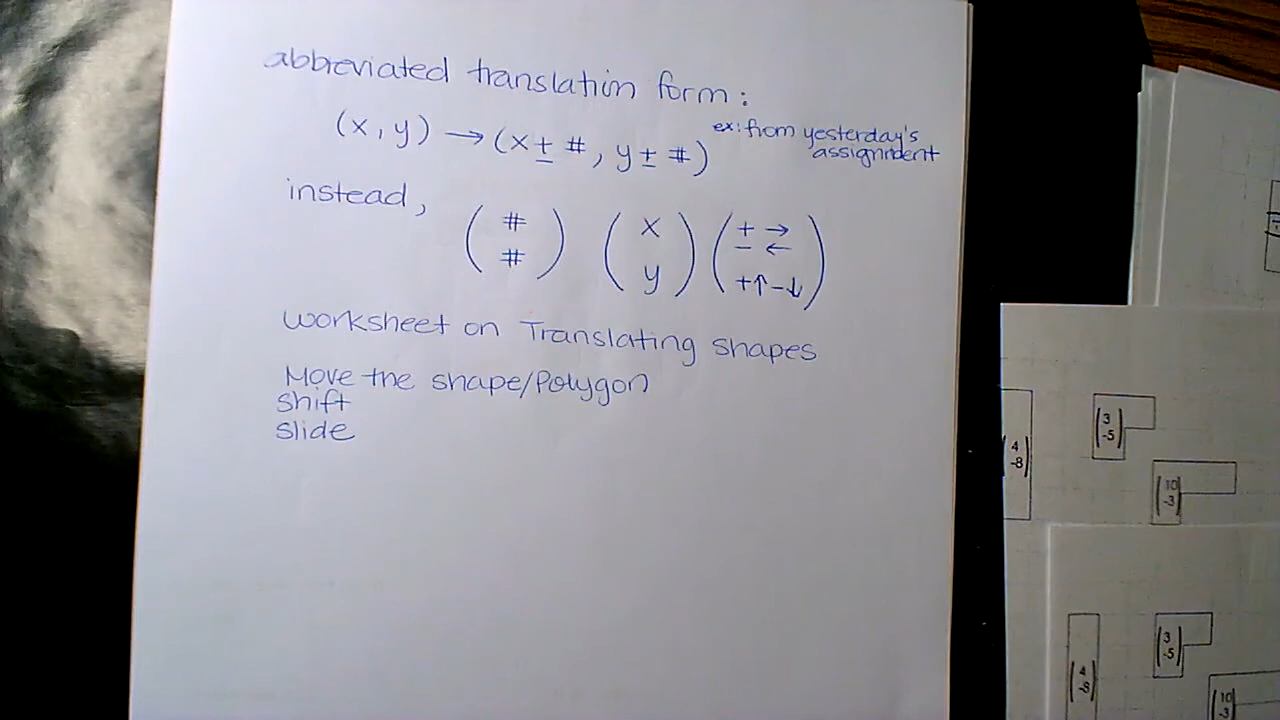 abbreviated translation form:
(x, y) → (x ± #, y ± #)
ex: from yesterday's
assignment
instead,
( # ) ( x ) ( + → − ← )
( # ) ( y ) ( +↑ −↓ )
worksheet on Translating shapes
Move the shape/Polygon
shift
slide
(4
-8)
(3
-5)
(10
-3)
(4
-8)
(3
-5)
(10
-3)